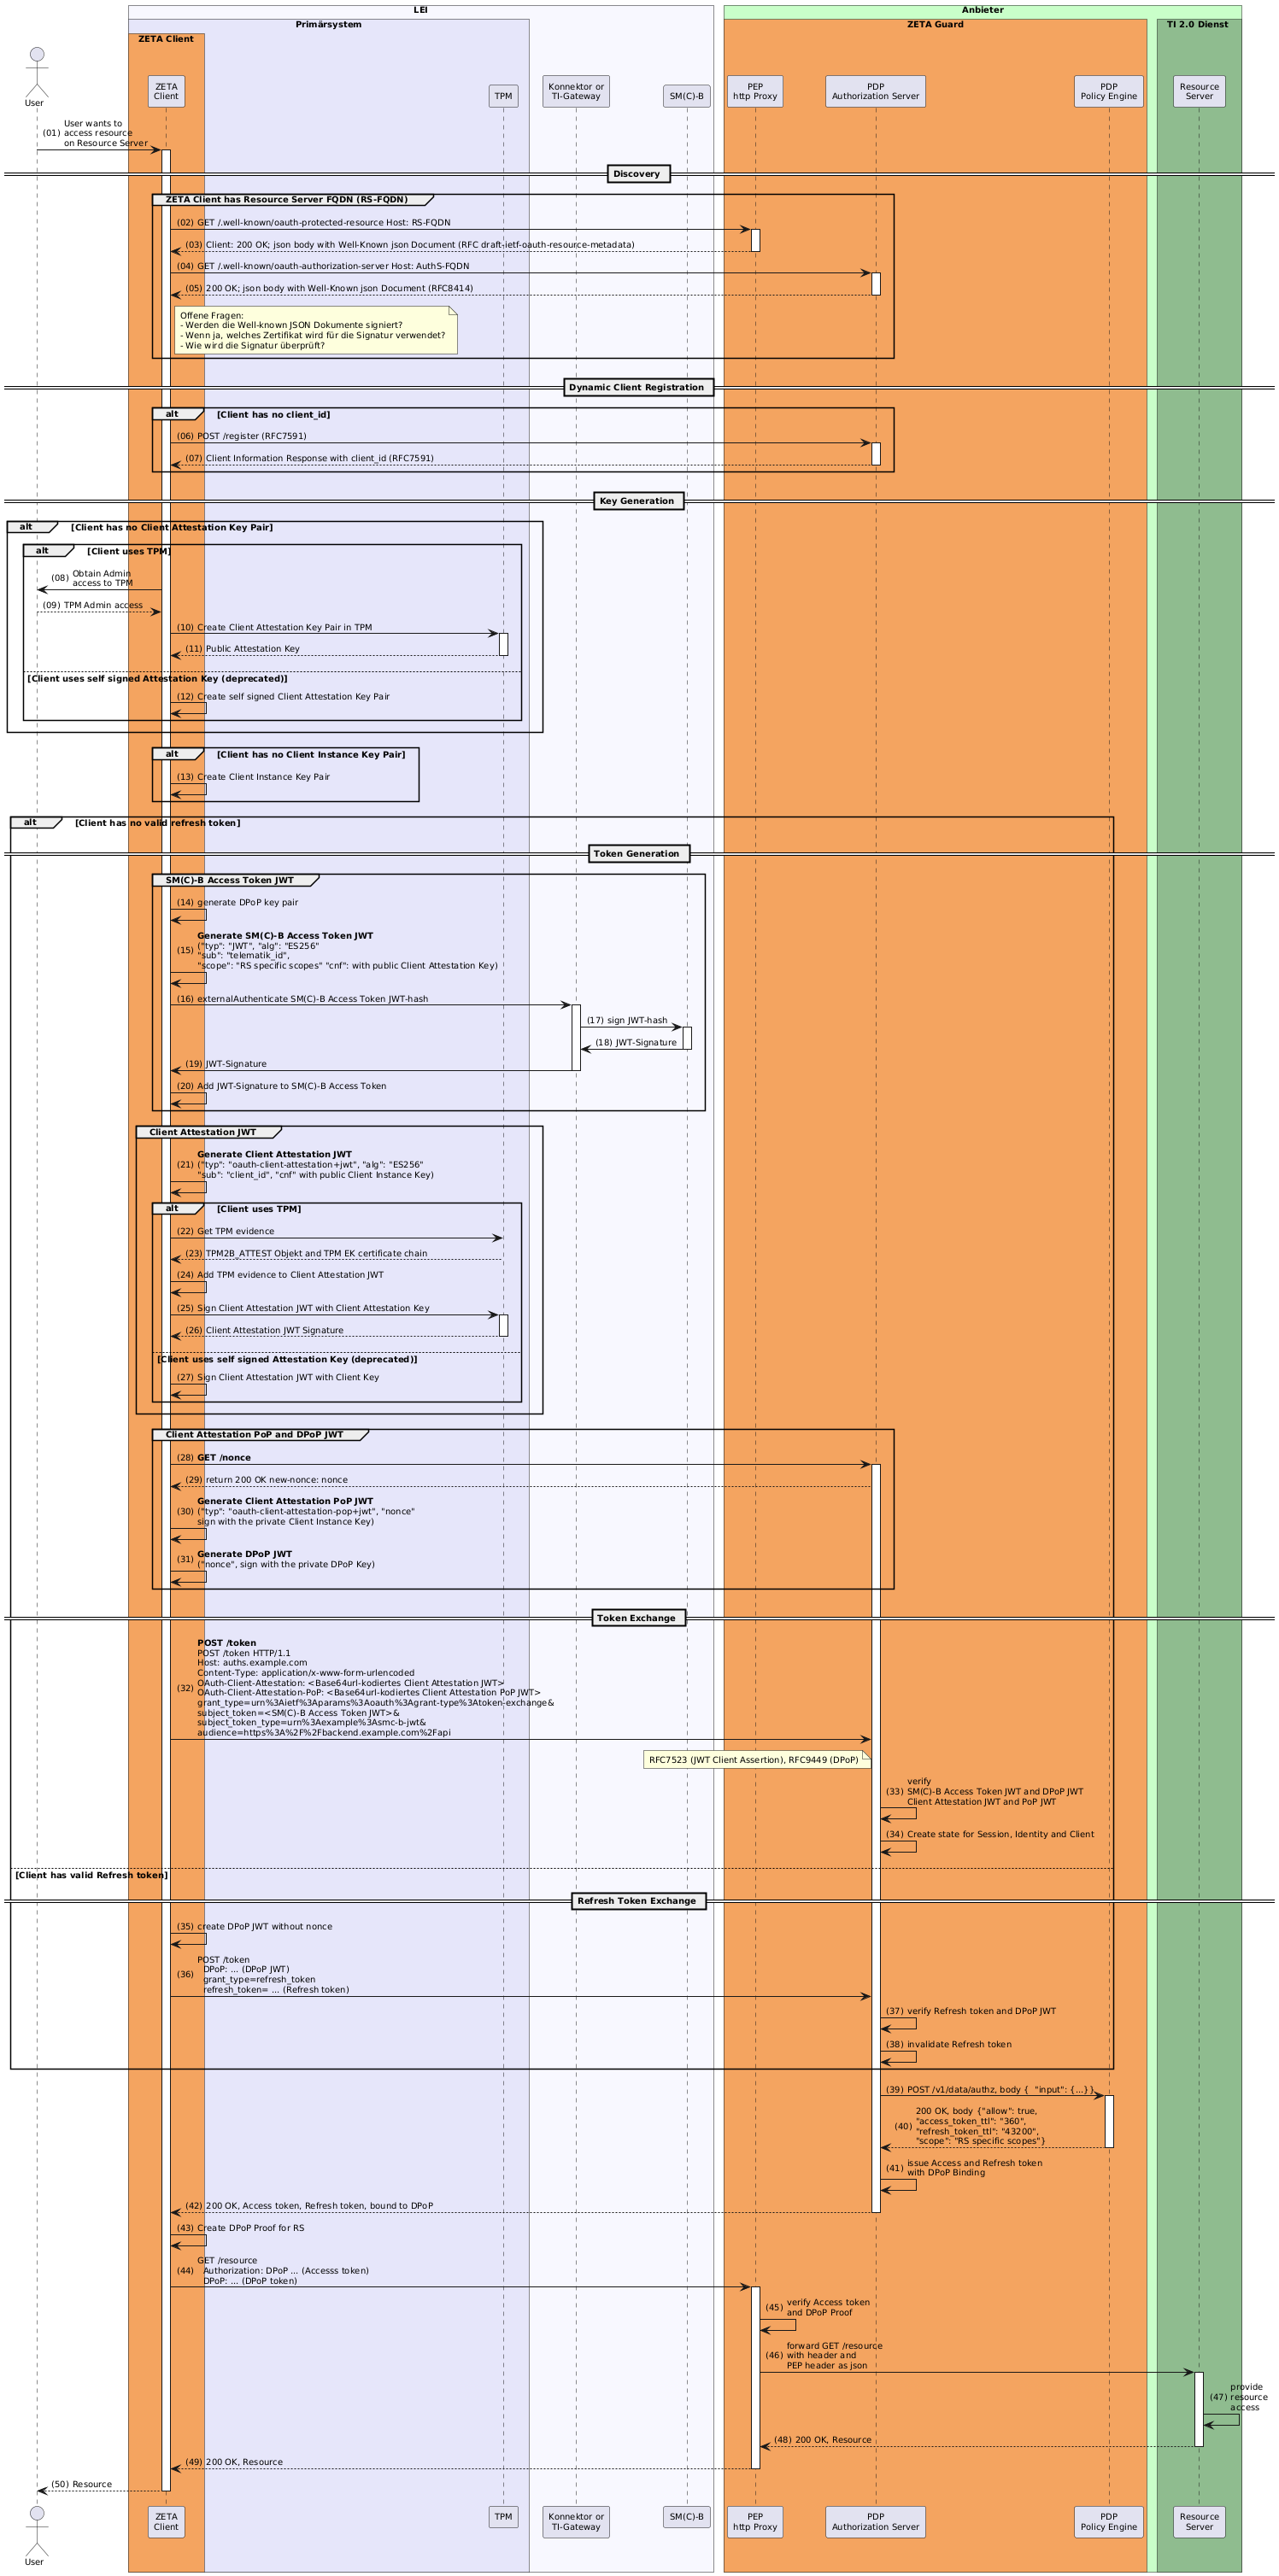 LEI
Anbieter
Primärsystem
ZETA Guard
TI 2.0 Dienst
ZETA Client
User
ZETA
Client
TPM
Konnektor or
TI-Gateway
SM(C)-B
PEP
http Proxy
PDP
Authorization Server
PDP
Policy Engine
Resource
Server
User wants to
(01) access resource
on Resource Server
Discovery
ZETA Client has Resource Server FQDN (RS-FQDN)
(02) GET /.well-known/oauth-protected-resource Host: RS-FQDN
(03) Client: 200 OK; json body with Well-Known json Document (RFC draft-ietf-oauth-resource-metadata)
(04) GET /.well-known/oauth-authorization-server Host: AuthS-FQDN
(05) 200 OK; json body with Well-Known json Document (RFC8414)
Offene Fragen:
- Werden die Well-known JSON Dokumente signiert?
- Wenn ja, welches Zertifikat wird für die Signatur verwendet?
- Wie wird die Signatur überprüft?
Dynamic Client Registration
alt [Client has no client_id]
(06) POST /register (RFC7591)
(07) Client Information Response with client_id (RFC7591)
Key Generation
alt [Client has no Client Attestation Key Pair]
alt [Client uses TPM]
(08) Obtain Admin
access to TPM
(09) TPM Admin access
(10) Create Client Attestation Key Pair in TPM
(11) Public Attestation Key
[Client uses self signed Attestation Key (deprecated)]
(12) Create self signed Client Attestation Key Pair
alt [Client has no Client Instance Key Pair]
(13) Create Client Instance Key Pair
alt [Client has no valid refresh token]
Token Generation
SM(C)-B Access Token JWT
(14) generate DPoP key pair
Generate SM(C)-B Access Token JWT
(15) ("typ": "JWT", "alg": "ES256"
"sub": "telematik_id",
"scope": "RS specific scopes" "cnf": with public Client Attestation Key)
(16) externalAuthenticate SM(C)-B Access Token JWT-hash
(17) sign JWT-hash
(18) JWT-Signature
(19) JWT-Signature
(20) Add JWT-Signature to SM(C)-B Access Token
Client Attestation JWT
Generate Client Attestation JWT
(21) ("typ": "oauth-client-attestation+jwt", "alg": "ES256"
"sub": "client_id", "cnf" with public Client Instance Key)
alt [Client uses TPM]
(22) Get TPM evidence
(23) TPM2B_ATTEST Objekt and TPM EK certificate chain
(24) Add TPM evidence to Client Attestation JWT
(25) Sign Client Attestation JWT with Client Attestation Key
(26) Client Attestation JWT Signature
[Client uses self signed Attestation Key (deprecated)]
(27) Sign Client Attestation JWT with Client Key
Client Attestation PoP and DPoP JWT
(28) GET /nonce
(29) return 200 OK new-nonce: nonce
Generate Client Attestation PoP JWT
(30) ("typ": "oauth-client-attestation-pop+jwt", "nonce"
sign with the private Client Instance Key)
(31) Generate DPoP JWT
("nonce", sign with the private DPoP Key)
Token Exchange
POST /token
POST /token HTTP/1.1
Host: auths.example.com
Content-Type: application/x-www-form-urlencoded
OAuth-Client-Attestation: <Base64url-kodiertes Client Attestation JWT>
(32) OAuth-Client-Attestation-PoP: <Base64url-kodiertes Client Attestation PoP JWT>
grant_type=urn%3Aietf%3Aparams%3Aoauth%3Agrant-type%3Atoken-exchange&
subject_token=<SM(C)-B Access Token JWT>&
subject_token_type=urn%3Aexample%3Asmc-b-jwt&
audience=https%3A%2F%2Fbackend.example.com%2Fapi
RFC7523 (JWT Client Assertion), RFC9449 (DPoP)
verify
(33) SM(C)-B Access Token JWT and DPoP JWT
Client Attestation JWT and PoP JWT
(34) Create state for Session, Identity and Client
[Client has valid Refresh token]
Refresh Token Exchange
(35) create DPoP JWT without nonce
POST /token
DPoP: ... (DPoP JWT)
(36) grant_type=refresh_token
refresh_token= ... (Refresh token)
(37) verify Refresh token and DPoP JWT
(38) invalidate Refresh token
(39) POST /v1/data/authz, body { "input": {...}}
200 OK, body {"allow": true,
(40) "access_token_ttl": "360",
"refresh_token_ttl": "43200",
"scope": "RS specific scopes"}
(41) issue Access and Refresh token
with DPoP Binding
(42) 200 OK, Access token, Refresh token, bound to DPoP
(43) Create DPoP Proof for RS
GET /resource
(44) Authorization: DPoP ... (Accesss token)
DPoP: ... (DPoP token)
(45) verify Access token
and DPoP Proof
forward GET /resource
(46) with header and
PEP header as json
provide
(47) resource
access
(48) 200 OK, Resource
(49) 200 OK, Resource
(50) Resource
User
ZETA
Client
TPM
Konnektor or
TI-Gateway
SM(C)-B
PEP
http Proxy
PDP
Authorization Server
PDP
Policy Engine
Resource
Server